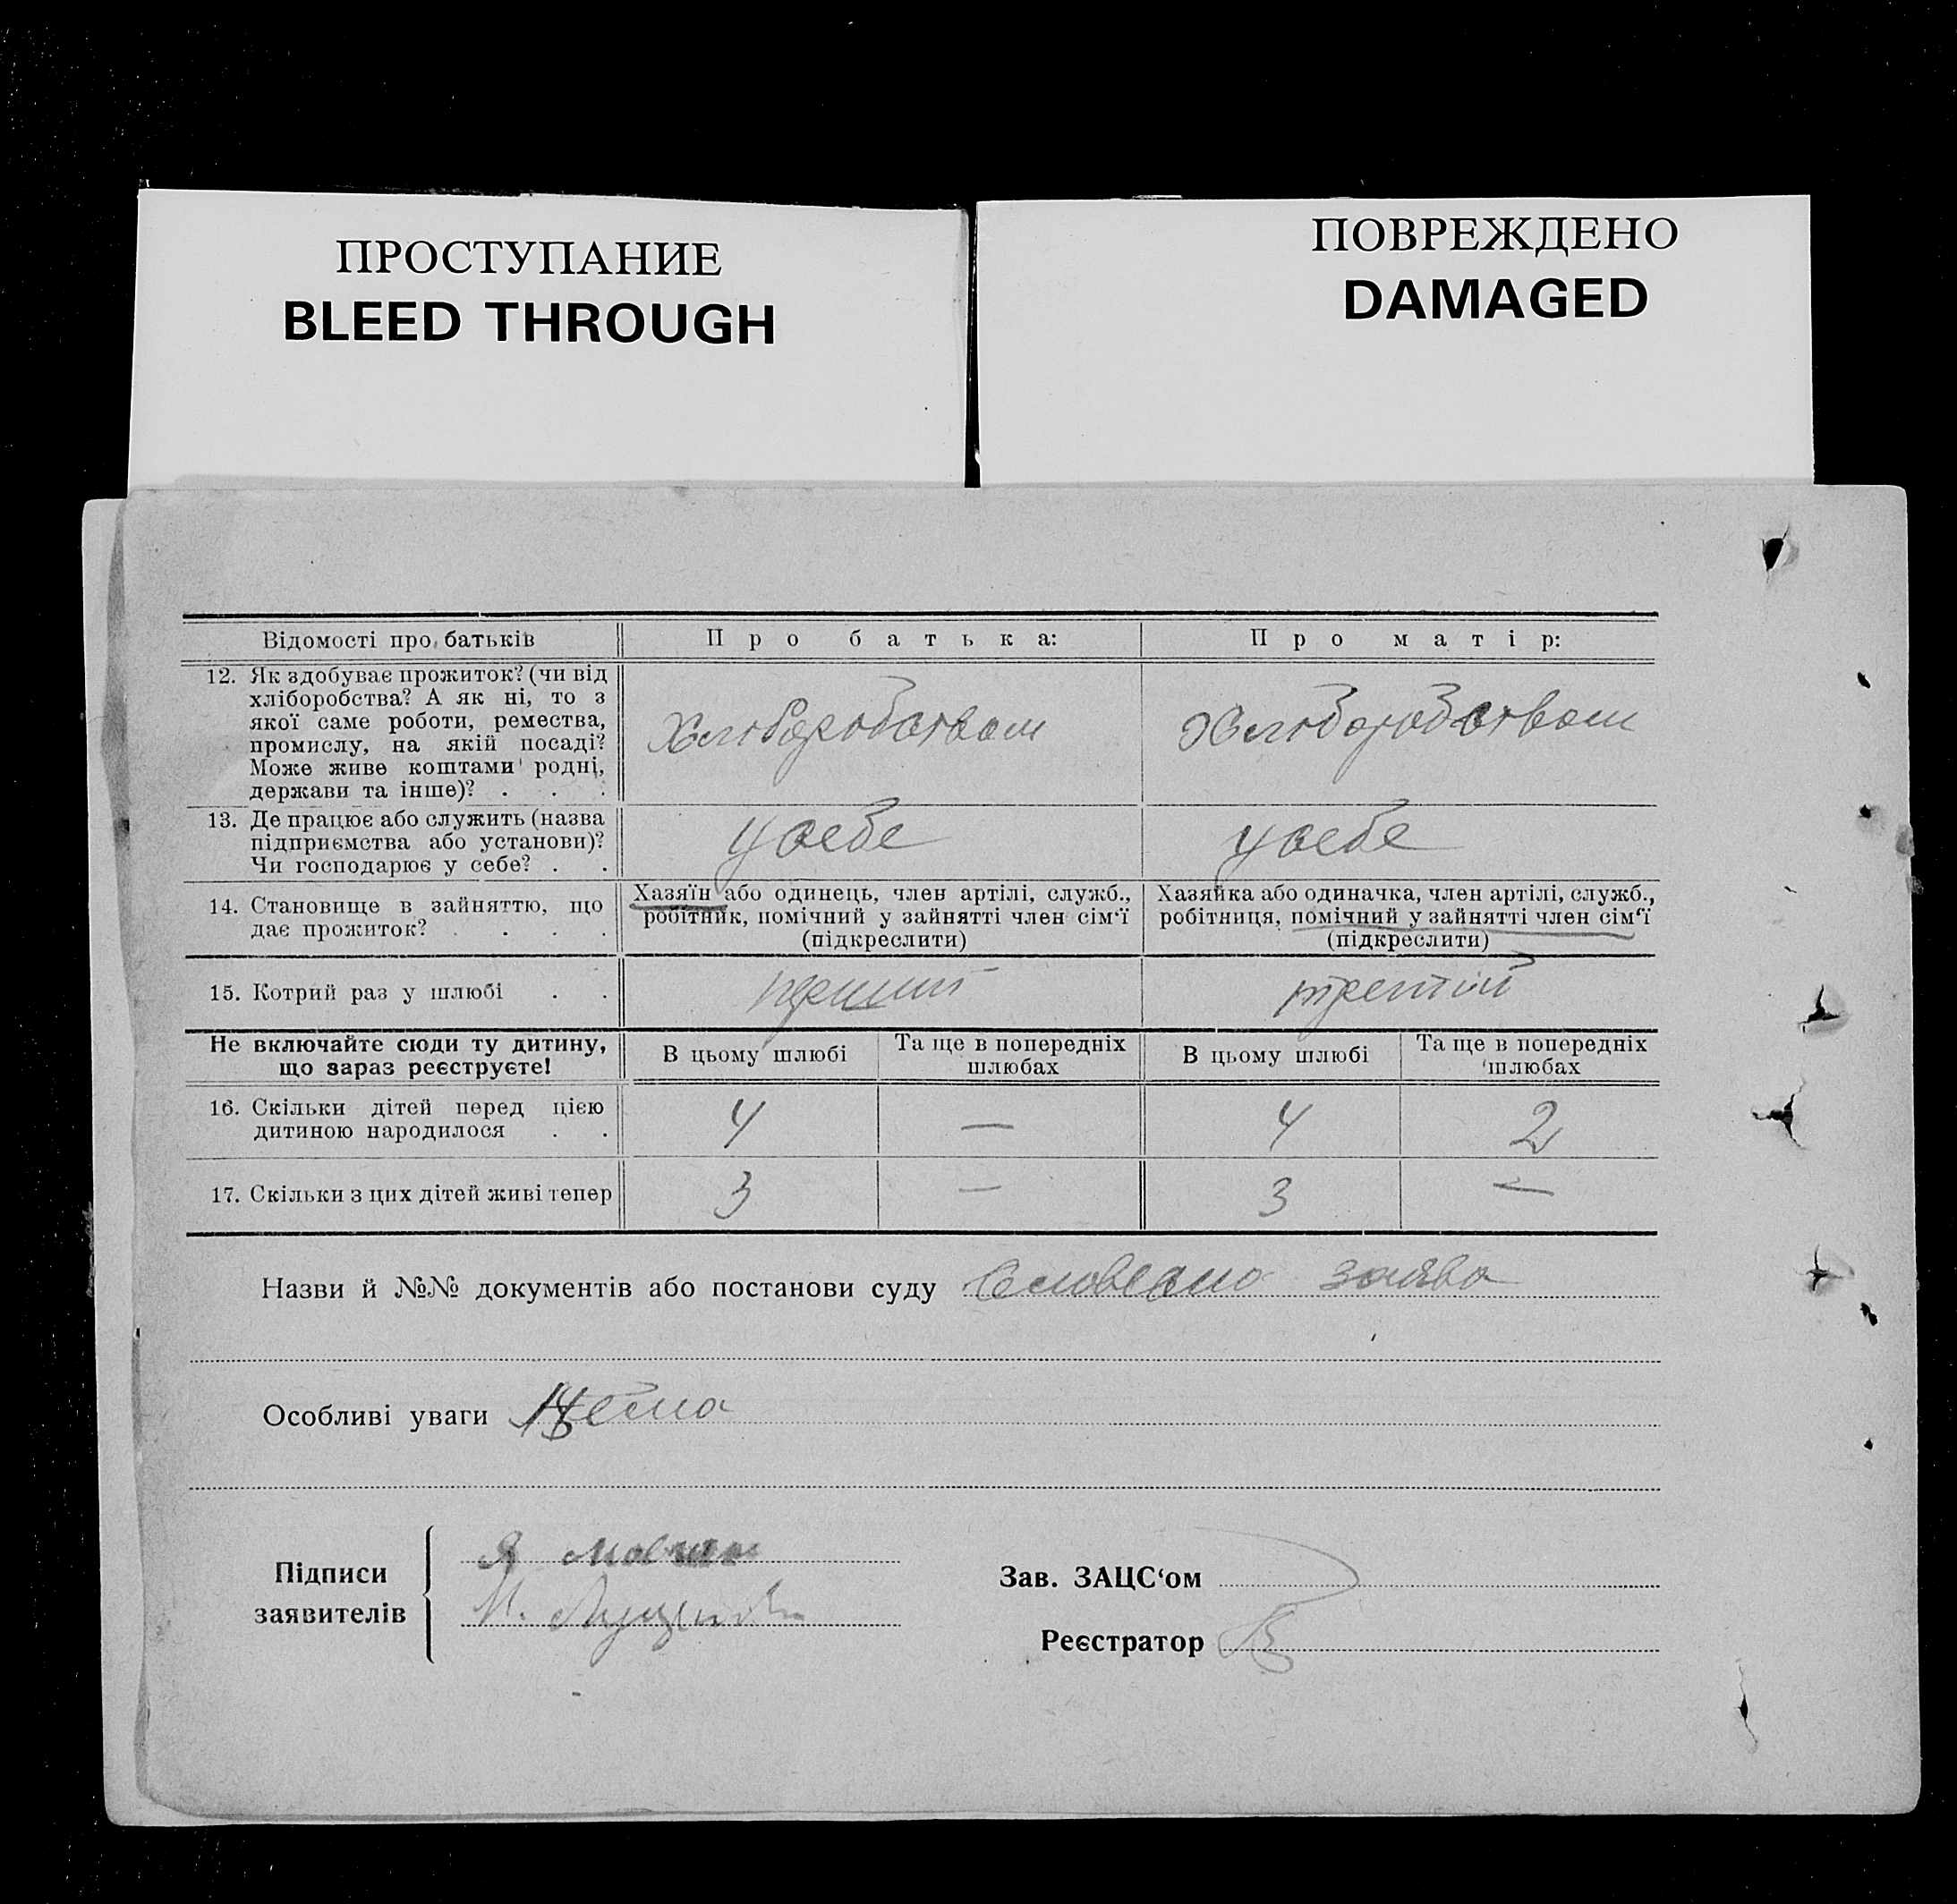 ПРОСТУПАНИЕ
BLEED THROUGH
ПОВРЕЖДЕНО
DAMAGED
Відомості про батьків Про батька: Про матір:
12. Як здобуває прожиток? (чи від
хліборобства? А як ні, то з
якої саме роботи, ремества,
промислу, на якій посаді?
Може живе коштами родні,
держави та інше)? . . .
Хліборобством Хліборобством
13. Де працює або служить (назва
підприємства або установи)?
Чи господарює у себе? . .
у себе у себе
14. Становище в зайняттю, що
дає прожиток? . . . .
Хазяїн або одинець, член артілі, служб.,
робітник, помічний у зайнятті член сім'ї
(підкреслити)
Хазяйка або одиначка, член артілі, служб.,
робітниця, помічний у зайнятті член сім'ї
(підкреслити)
15. Котрий раз у шлюбі . . перший третій
Не включайте сюди ту дитину,
що зараз реєструєте!
В цьому шлюбі Та ще в попередніх
шлюбах
В цьому шлюбі Та ще в попередніх
шлюбах
16. Скільки дітей перед цією
дитиною народилося . .
4 — 4 2
17. Скільки з цих дітей живі тепер 3 — 3 —
Назви й №№ документів або постанови суду Словесно заява
Особливі уваги Нема
Підписи
заявителів
Я
М.
Зав. ЗАЦС‘ом
Реєстратор